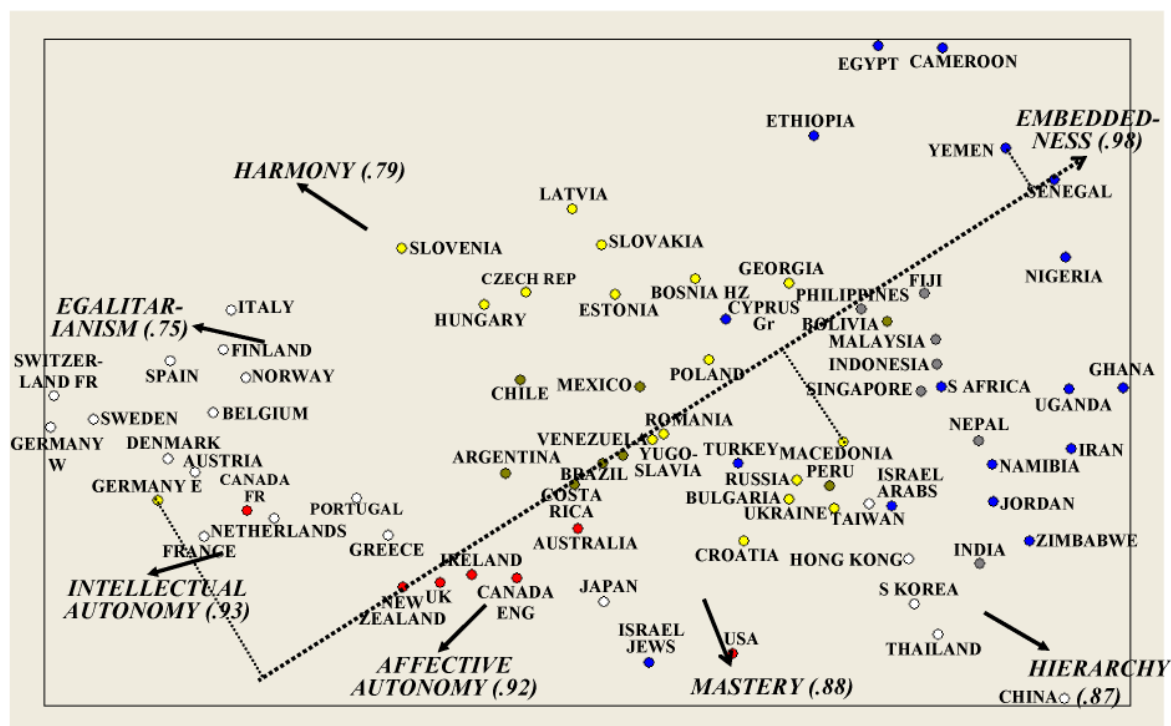 EGYPT
CAMEROON
ETHIOPIA
EMBEDDED-
NESS (.98)
YEMEN
SENEGAL
HARMONY (.79)
LATVIA
SLOVENIA
SLOVAKIA
NIGERIA
CZECH REP
GEORGIA
FIJI
BOSNIA HZ
PHILIPPINES
EGALITAR-
IANISM (.75)
ITALY
HUNGARY
ESTONIA
CYPRUS
Gr
BOLIVIA
MALAYSIA
SWITZER-
LAND FR
FINLAND
SPAIN
NORWAY
POLAND
INDONESIA
CHILE
MEXICO
SINGAPORE
S AFRICA
GHANA
UGANDA
SWEDEN
BELGIUM
GERMANY
W
DENMARK
AUSTRIA
ROMANIA
VENEZUELA
YUGO-
SLAVIA
TURKEY
MACEDONIA
NEPAL
IRAN
NAMIBIA
ARGENTINA
BRAZIL
PERU
RUSSIA
ISRAEL
ARABS
GERMANY E
CANADA
FR
COSTA
RICA
BULGARIA
UKRAINE
TAIWAN
JORDAN
PORTUGAL
NETHERLANDS
FRANCE
GREECE
AUSTRALIA
CROATIA
HONG KONG
INDIA
ZIMBABWE
INTELLECTUAL
AUTONOMY (.93)
IRELAND
UK
NEW
ZEALAND
CANADA
ENG
JAPAN
S KOREA
THAILAND
ISRAEL
JEWS
USA
AFFECTIVE
AUTONOMY (.92)
MASTERY (.88)
HIERARCHY
(.87)
CHINA